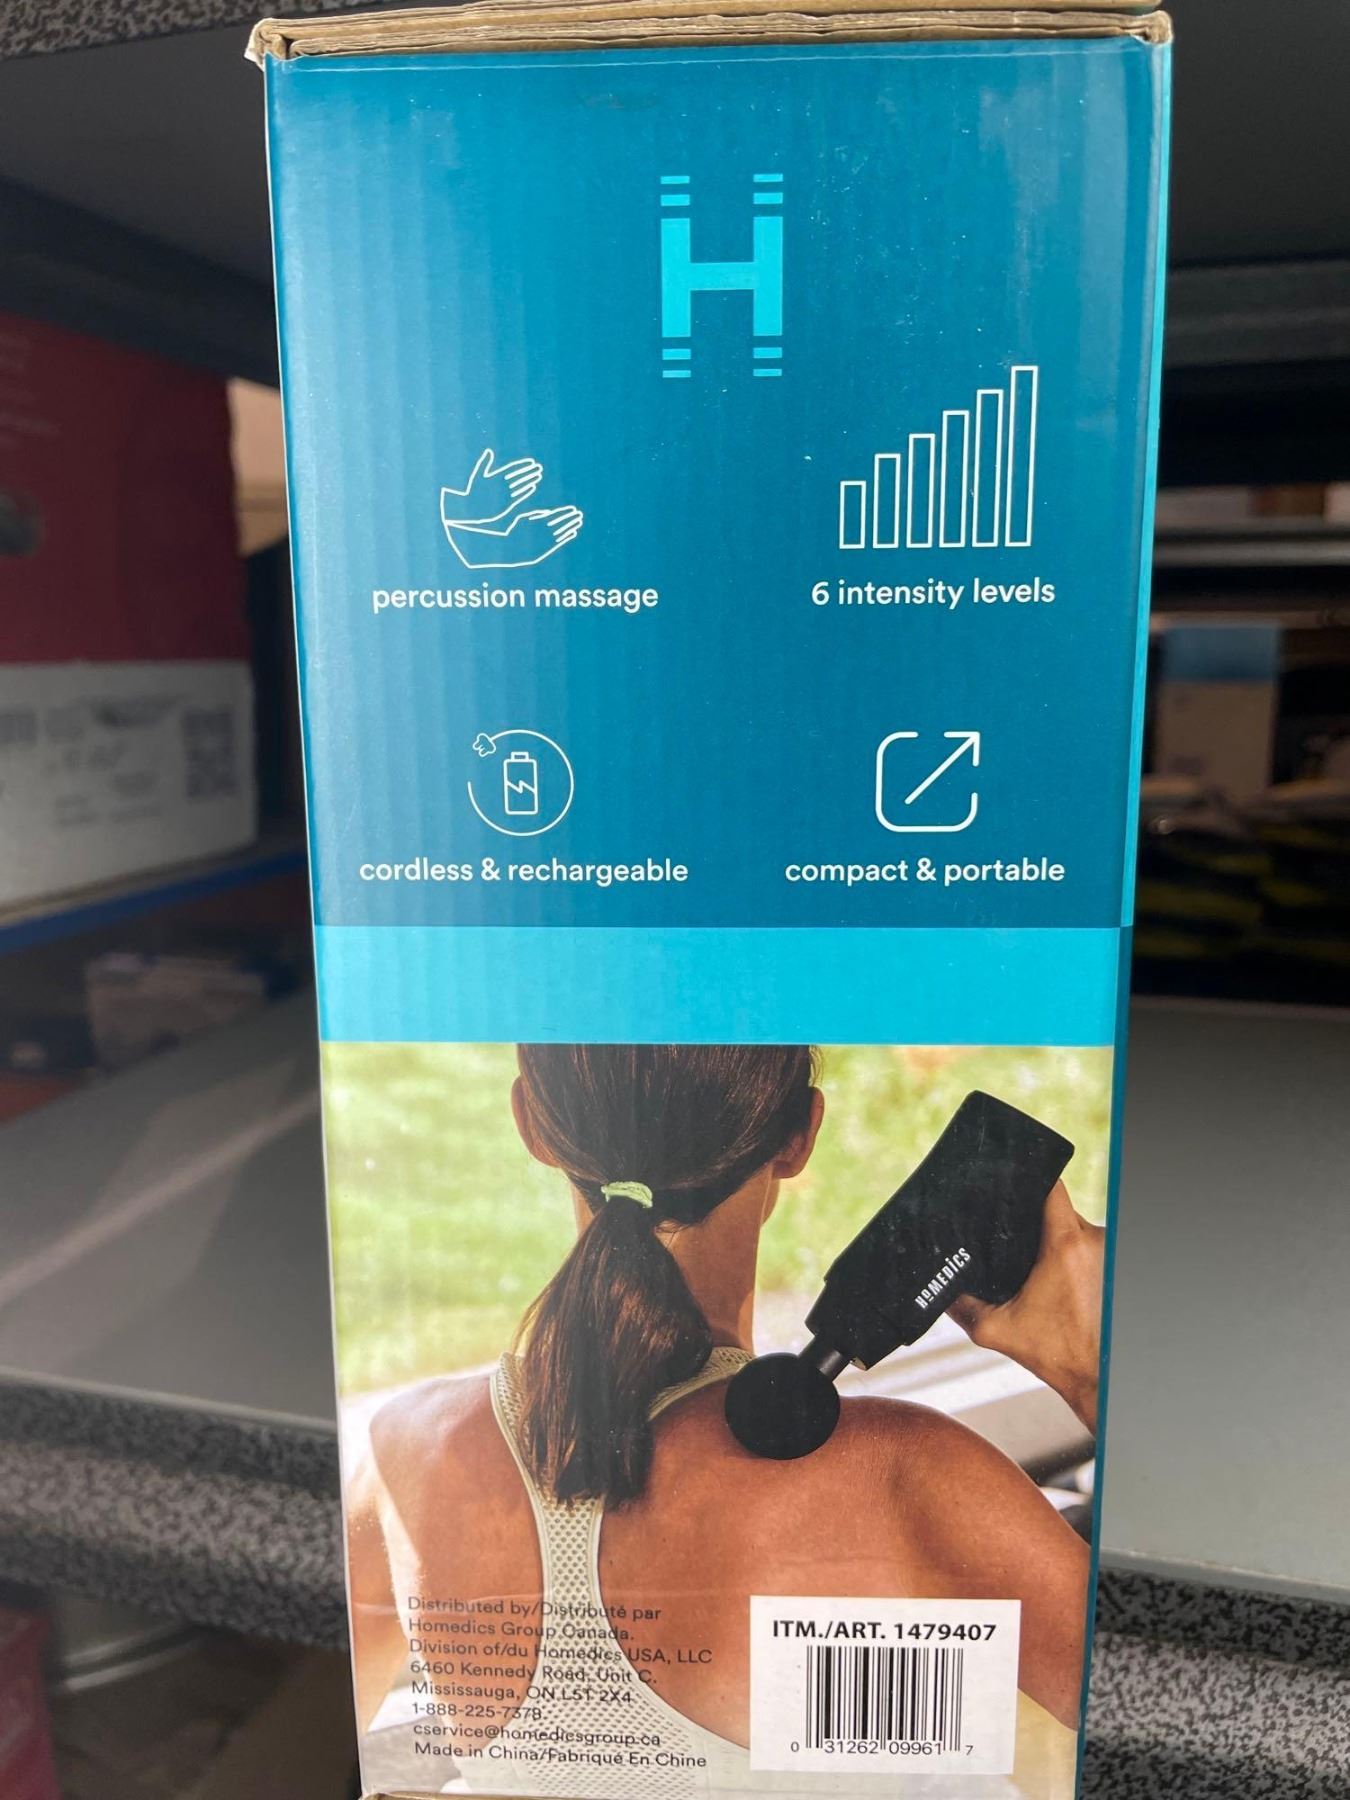 H
percussion massage
6 intensity levels
cordless & rechargeable
compact & portable
HoMEDiCS
Distributed by/Distribué par
Homedics Group Canada.
Division of/du Homedics USA, LLC
6460 Kennedy Road, Unit C.
Mississauga, ON L5T 2X4
1-888-225-7378
cservice@homedicsgroup.ca
Made in China/Fabriqué En Chine
ITM./ART. 1479407
0 31262 09961 7